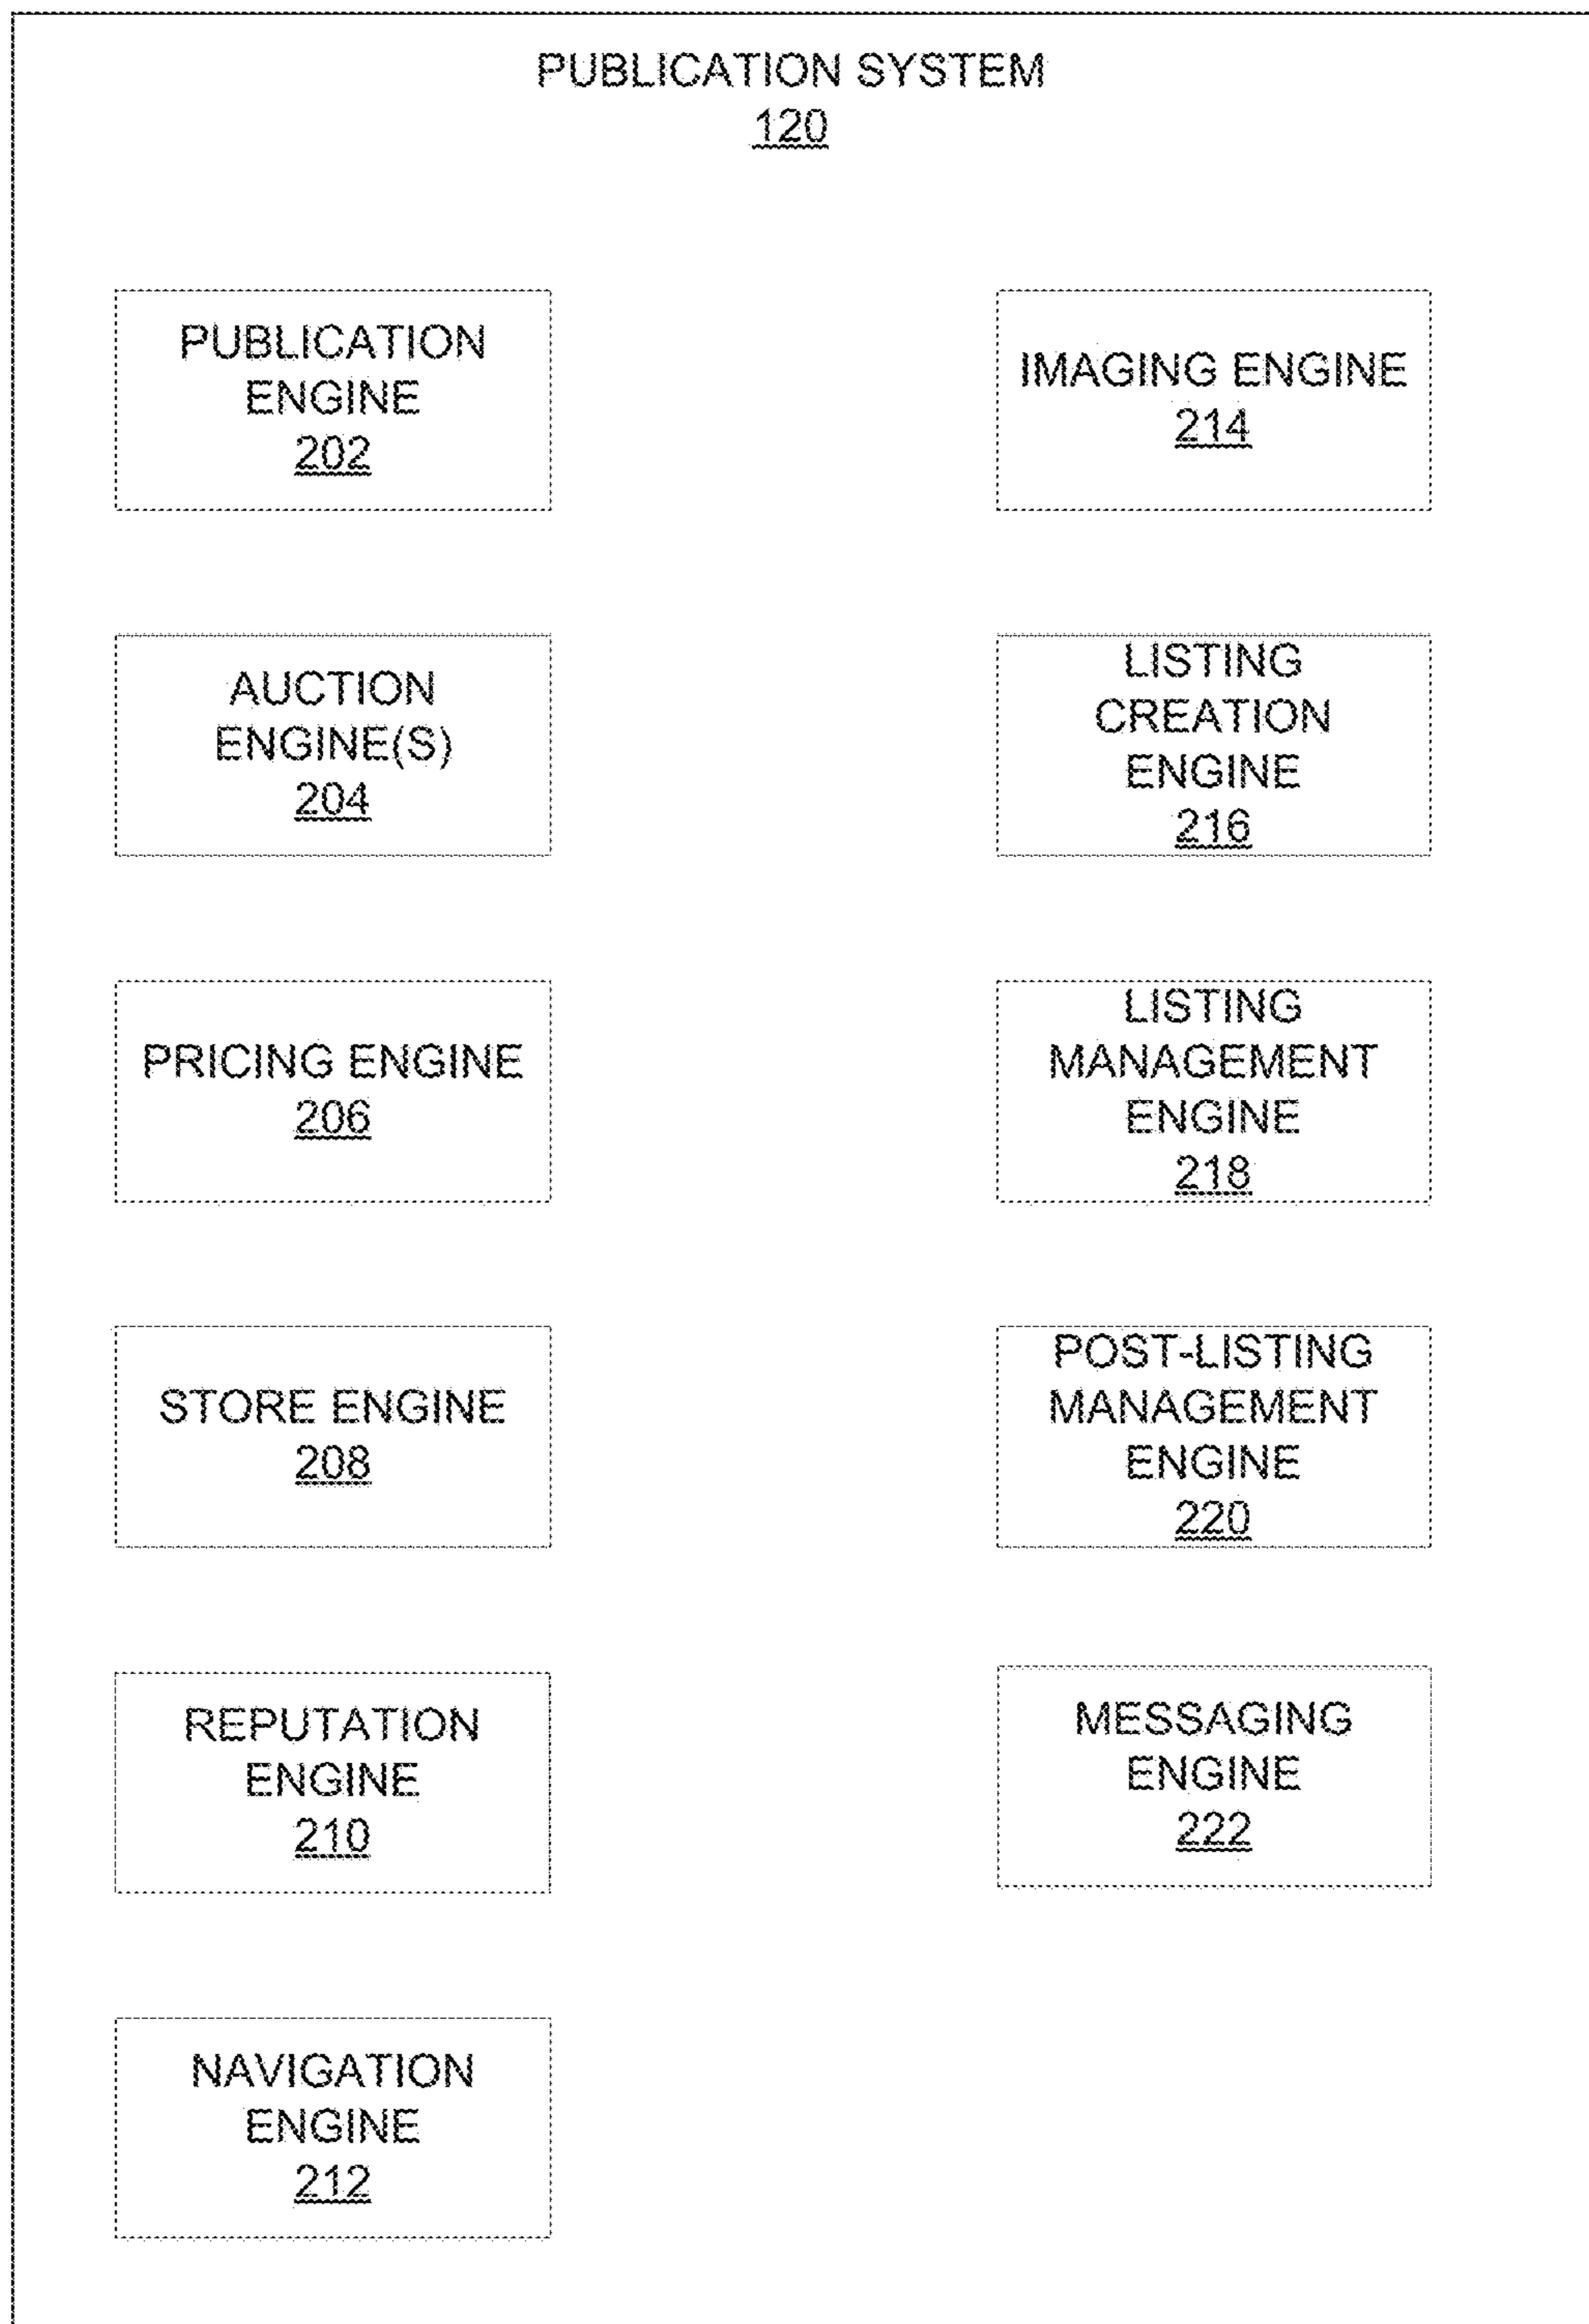 PUBLICATION SYSTEM
120
PUBLICATION
ENGINE
202
AUCTION
ENGINE(S)
204
PRICING ENGINE
206
STORE ENGINE
208
REPUTATION
ENGINE
210
NAVIGATION
ENGINE
212
IMAGING ENGINE
214
LISTING
CREATION
ENGINE
216
LISTING
MANAGEMENT
ENGINE
218
POST-LISTING
MANAGEMENT
ENGINE
220
MESSAGING
ENGINE
222